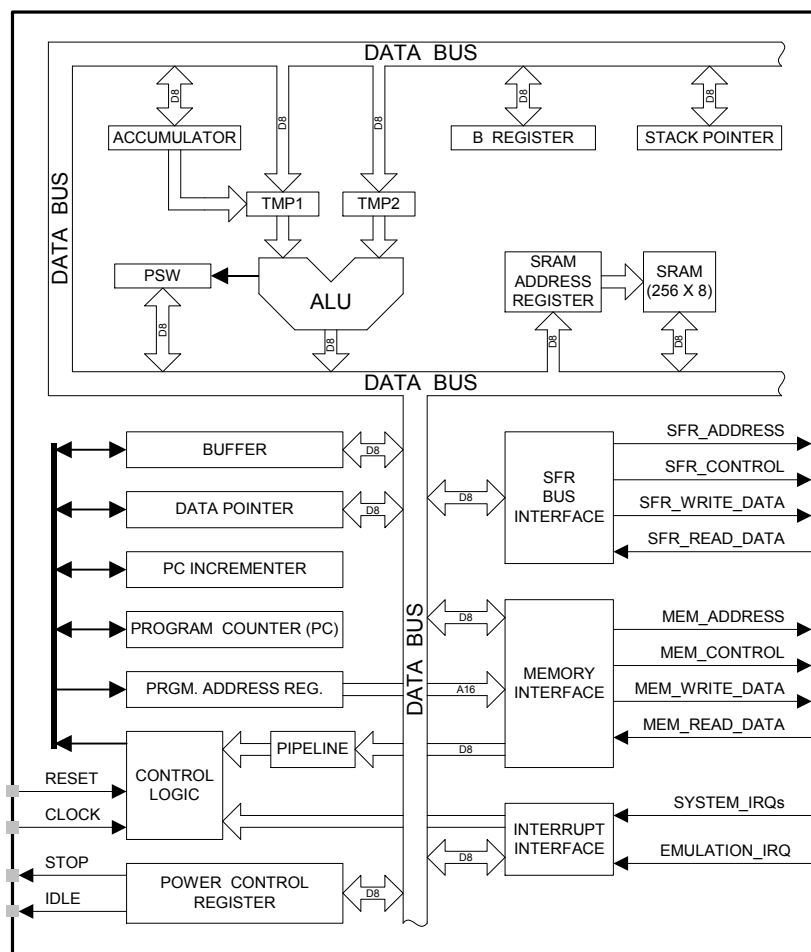 DATA BUS
D8
D8
D8
D8
D8
ACCUMULATOR
B REGISTER
STACK POINTER
DATA BUS
TMP1
TMP2
PSW
ALU
SRAM
ADDRESS
REGISTER
SRAM
(256 X 8)
D8
D8
D8
D8
DATA BUS
BUFFER
D8
DATA POINTER
D8
PC INCREMENTER
PROGRAM COUNTER (PC)
PRGM. ADDRESS REG.
A16
DATA BUS
D8
SFR
BUS
INTERFACE
SFR_ADDRESS
SFR_CONTROL
SFR_WRITE_DATA
SFR_READ_DATA
D8
MEMORY
INTERFACE
MEM_ADDRESS
MEM_CONTROL
MEM_WRITE_DATA
MEM_READ_DATA
PIPELINE
D8
CONTROL
LOGIC
RESET
CLOCK
INTERRUPT
INTERFACE
SYSTEM_IRQs
EMULATION_IRQ
D8
STOP
IDLE
POWER CONTROL
REGISTER
D8